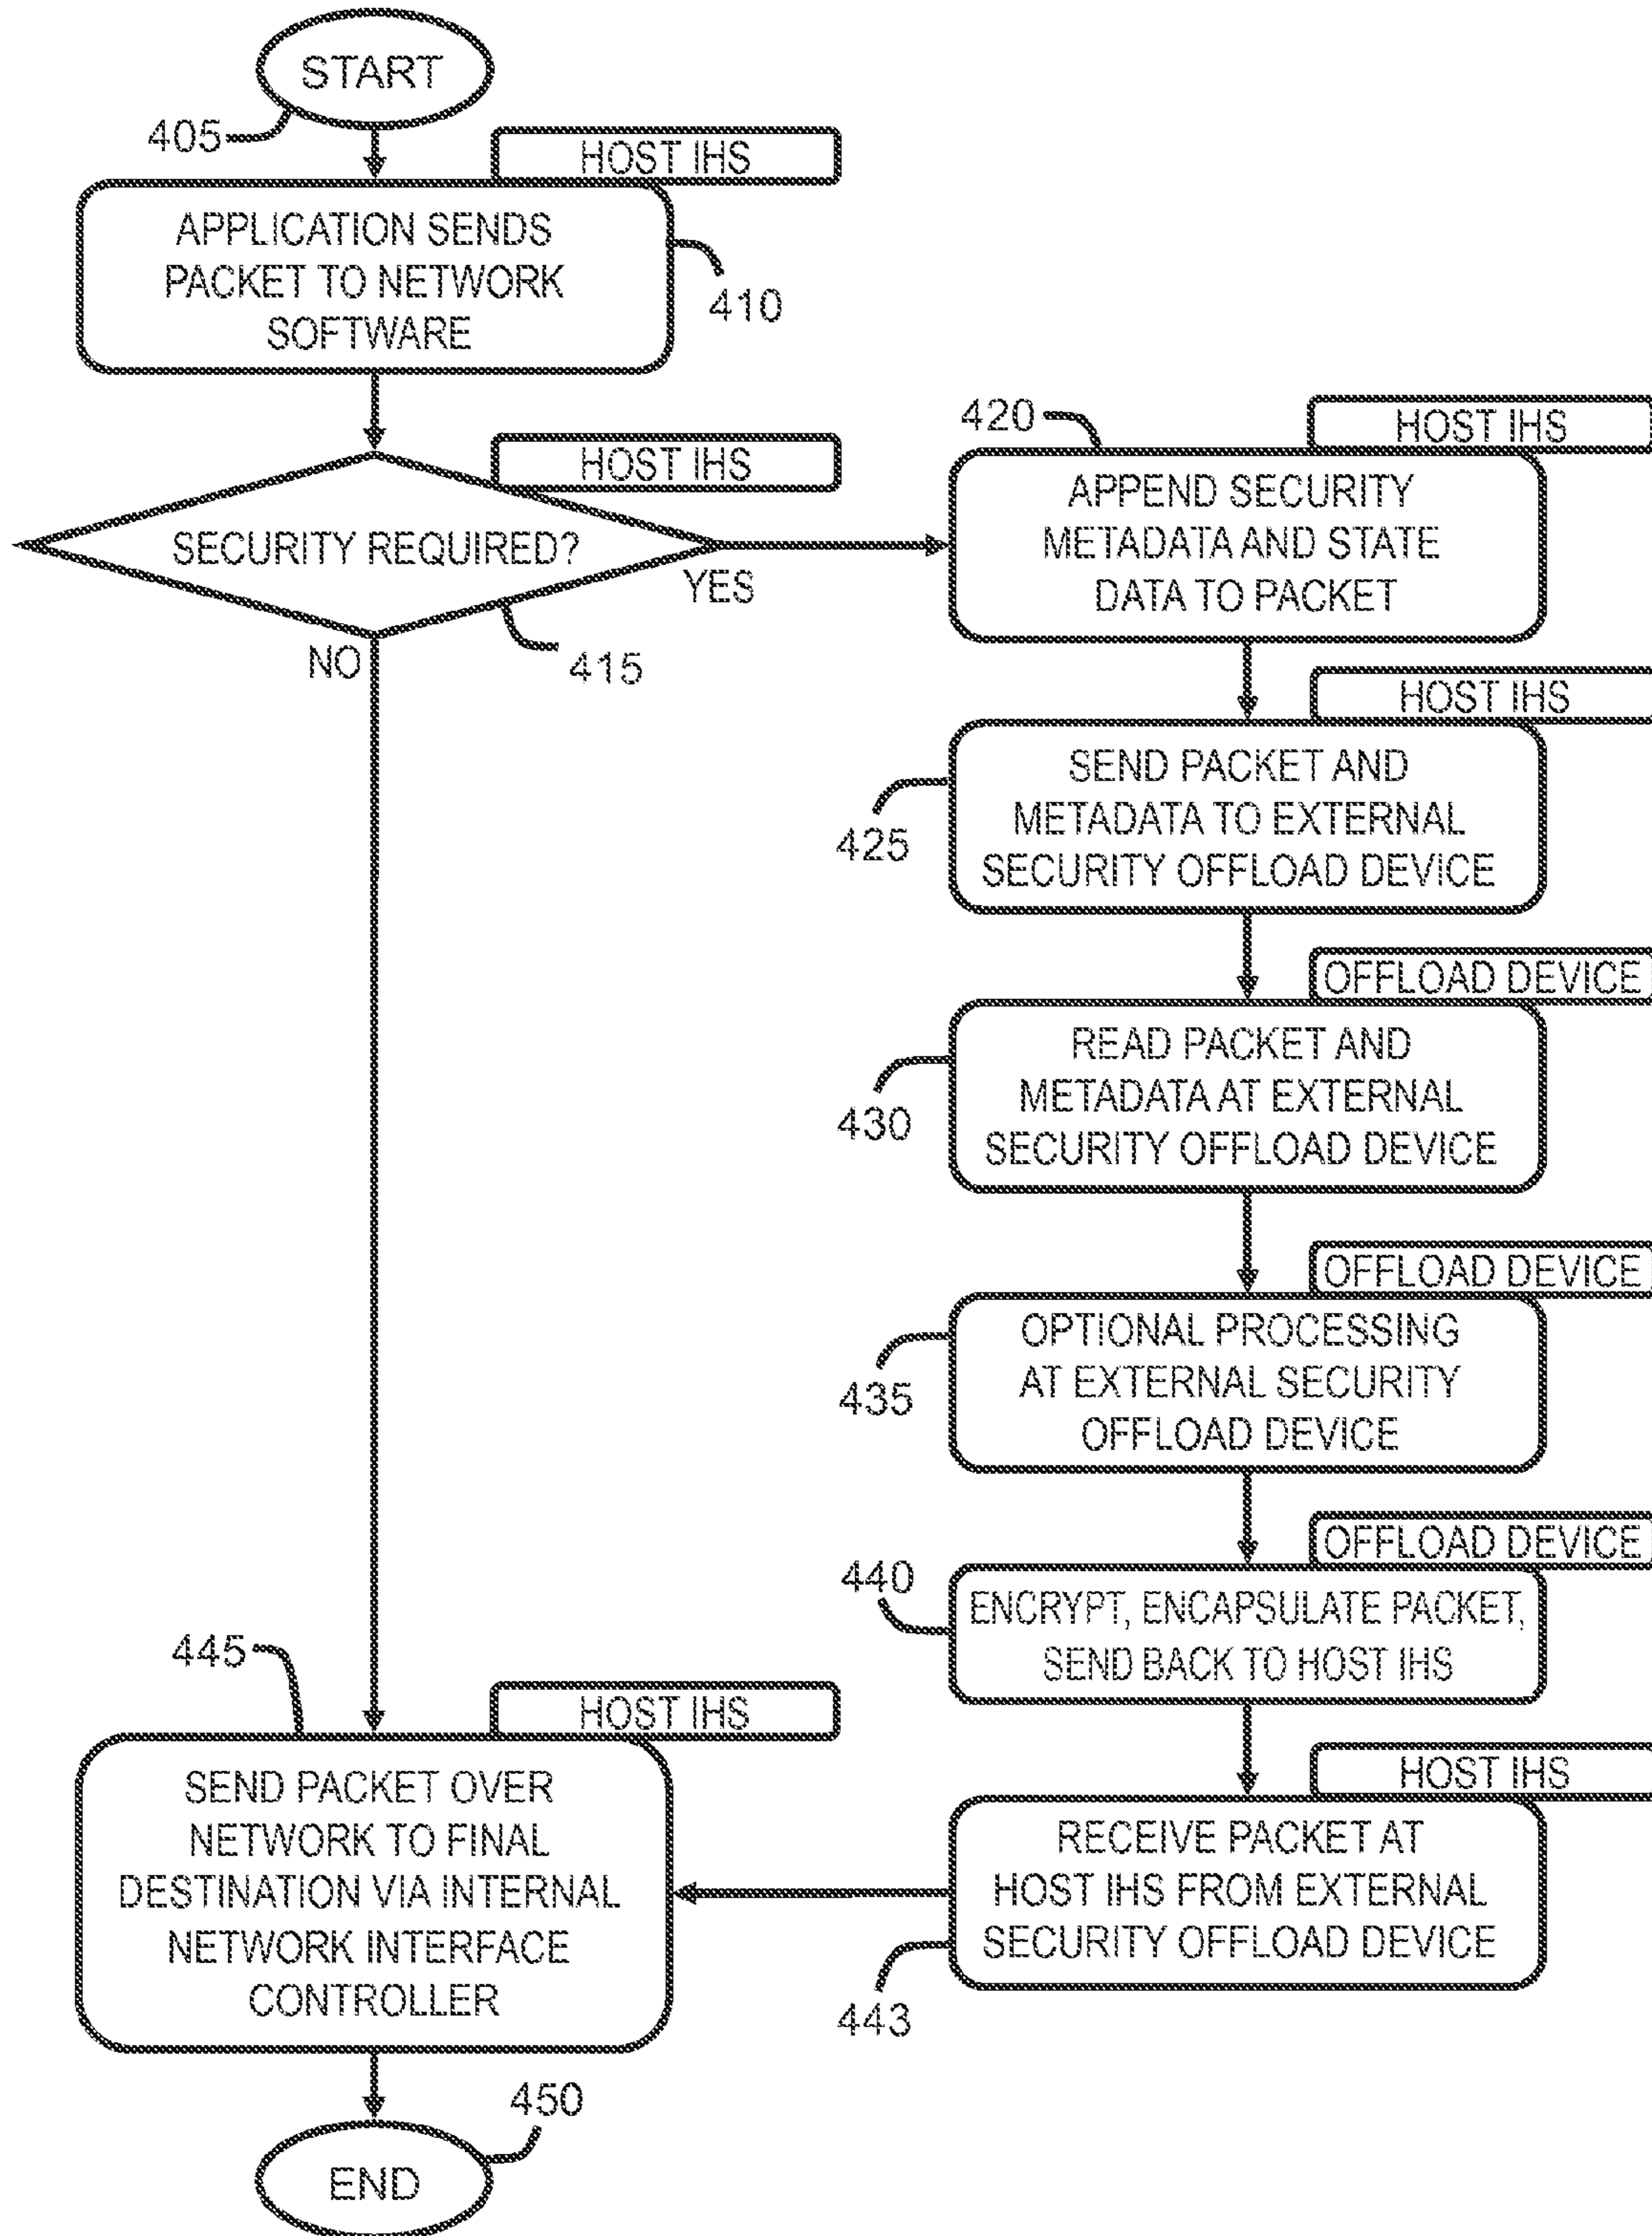 START
405
HOST IHS
APPLICATION SENDS
PACKET TO NETWORK
SOFTWARE
410
HOST IHS
SECURITY REQUIRED?
YES
NO
415
420
HOST IHS
APPEND SECURITY
METADATA AND STATE
DATA TO PACKET
HOST IHS
SEND PACKET AND
METADATA TO EXTERNAL
SECURITY OFFLOAD DEVICE
425
OFFLOAD DEVICE
READ PACKET AND
METADATA AT EXTERNAL
SECURITY OFFLOAD DEVICE
430
OFFLOAD DEVICE
OPTIONAL PROCESSING
AT EXTERNAL SECURITY
OFFLOAD DEVICE
435
OFFLOAD DEVICE
440
ENCRYPT, ENCAPSULATE PACKET,
SEND BACK TO HOST IHS
HOST IHS
RECEIVE PACKET AT
HOST IHS FROM EXTERNAL
SECURITY OFFLOAD DEVICE
443
445
HOST IHS
SEND PACKET OVER
NETWORK TO FINAL
DESTINATION VIA INTERNAL
NETWORK INTERFACE
CONTROLLER
450
END